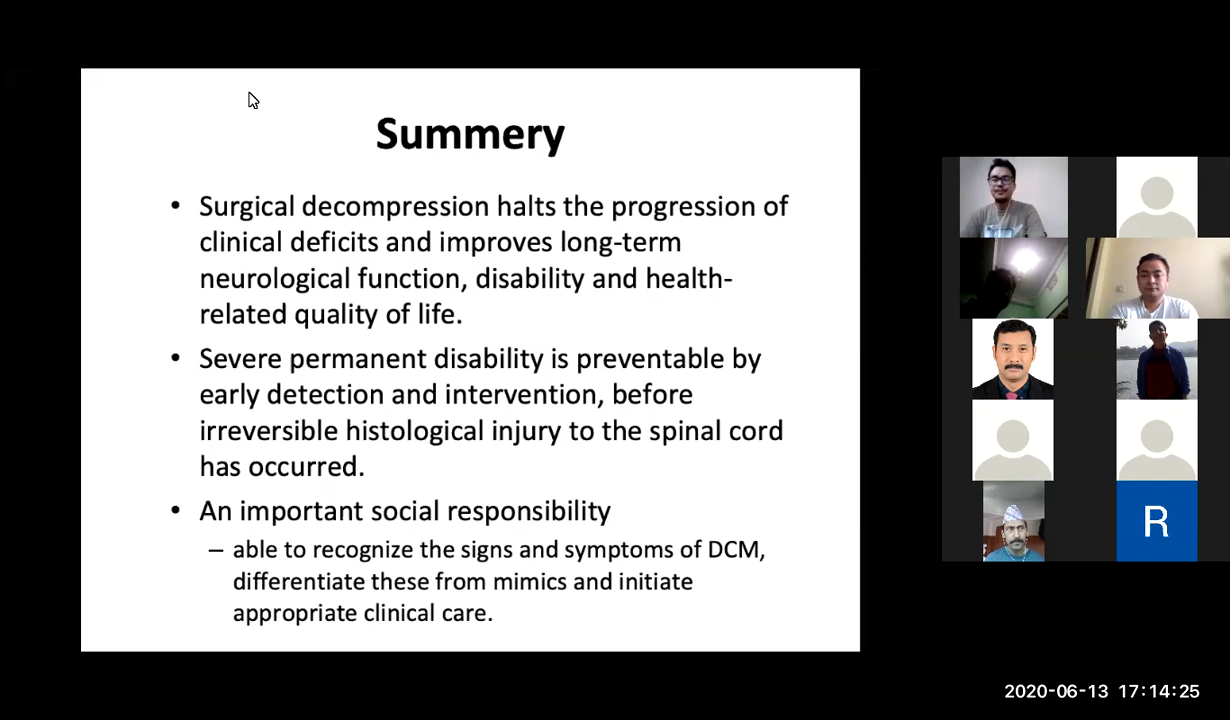 Summery
• Surgical decompression halts the progression of
clinical deficits and improves long-term
neurological function, disability and health-
related quality of life.
• Severe permanent disability is preventable by
early detection and intervention, before
irreversible histological injury to the spinal cord
has occurred.
• An important social responsibility
– able to recognize the signs and symptoms of DCM,
differentiate these from mimics and initiate
appropriate clinical care.
R
2020-06-13 17:14:25